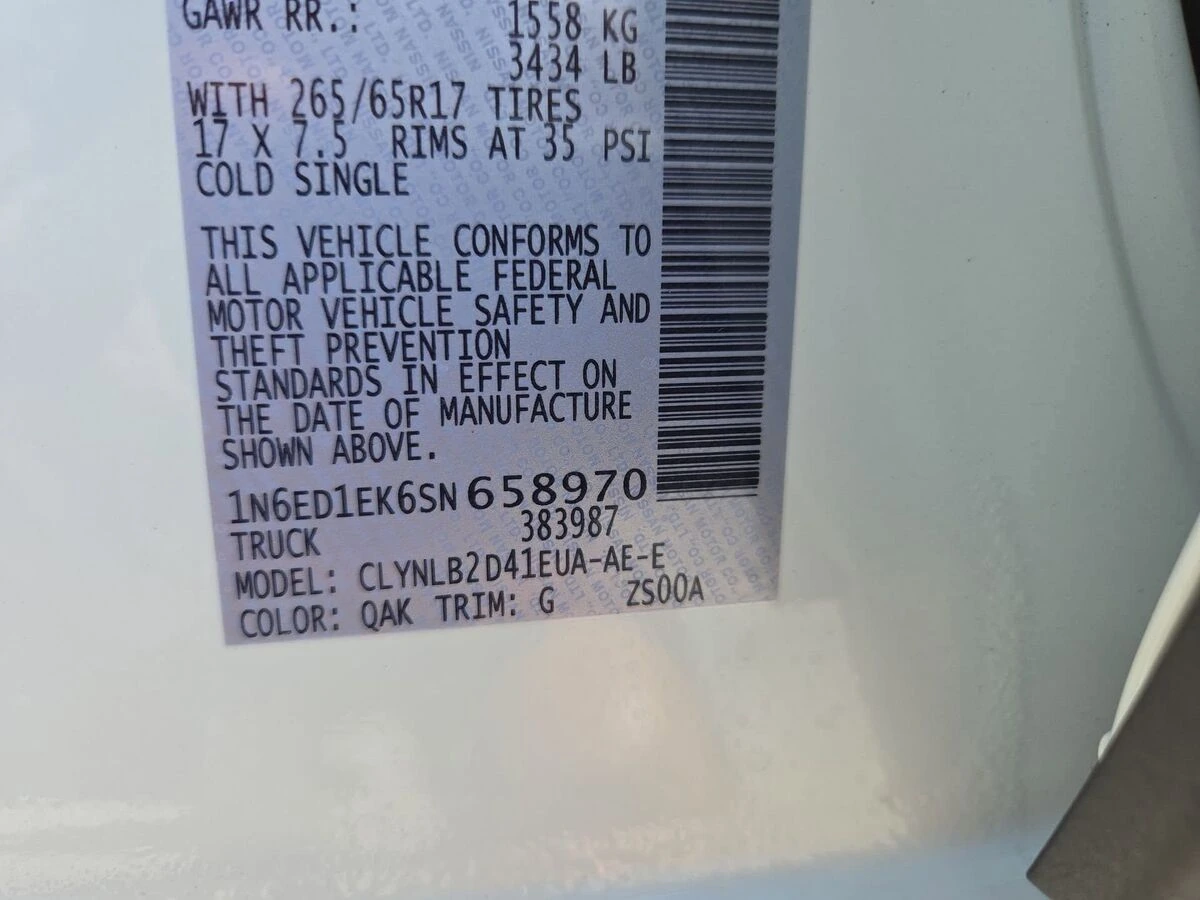 GAWR RR.: 1558 KG
3434 LB
WITH 265/65R17 TIRES
17 X 7.5 RIMS AT 35 PSI
COLD SINGLE
THIS VEHICLE CONFORMS TO
ALL APPLICABLE FEDERAL
MOTOR VEHICLE SAFETY AND
THEFT PREVENTION
STANDARDS IN EFFECT ON
THE DATE OF MANUFACTURE
SHOWN ABOVE.
1N6ED1EK6SN658970
TRUCK 383987
MODEL: CLYNLB2D41EUA-AE-E
COLOR: QAK TRIM: G ZS00A